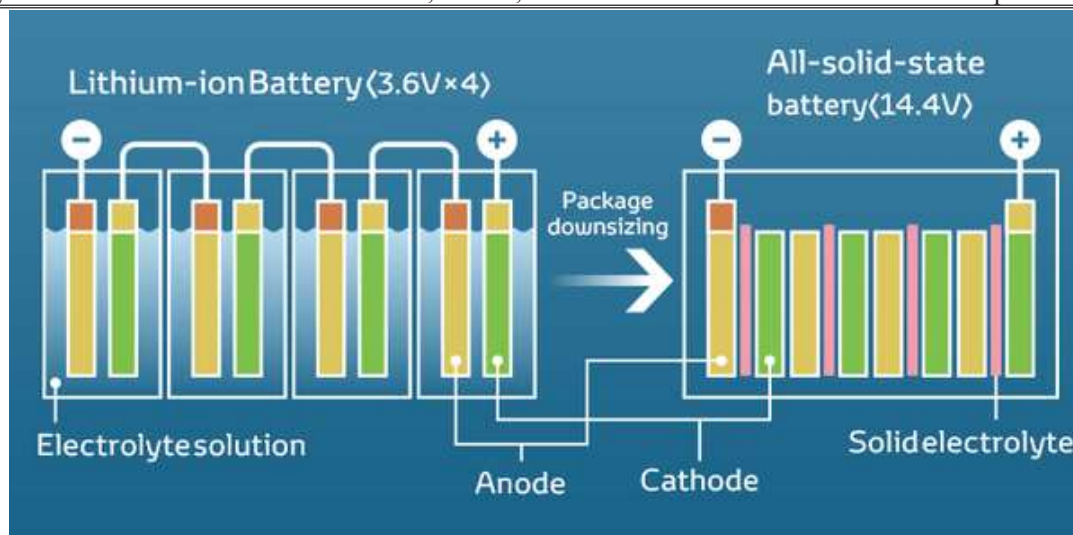 Lithium-ionBattery(3.6V×4)
All-solid-state
battery(14.4V)
−
+
−
+
Package
downsizing
Electrolytesolution
Anode
Cathode
Solidelectrolyte